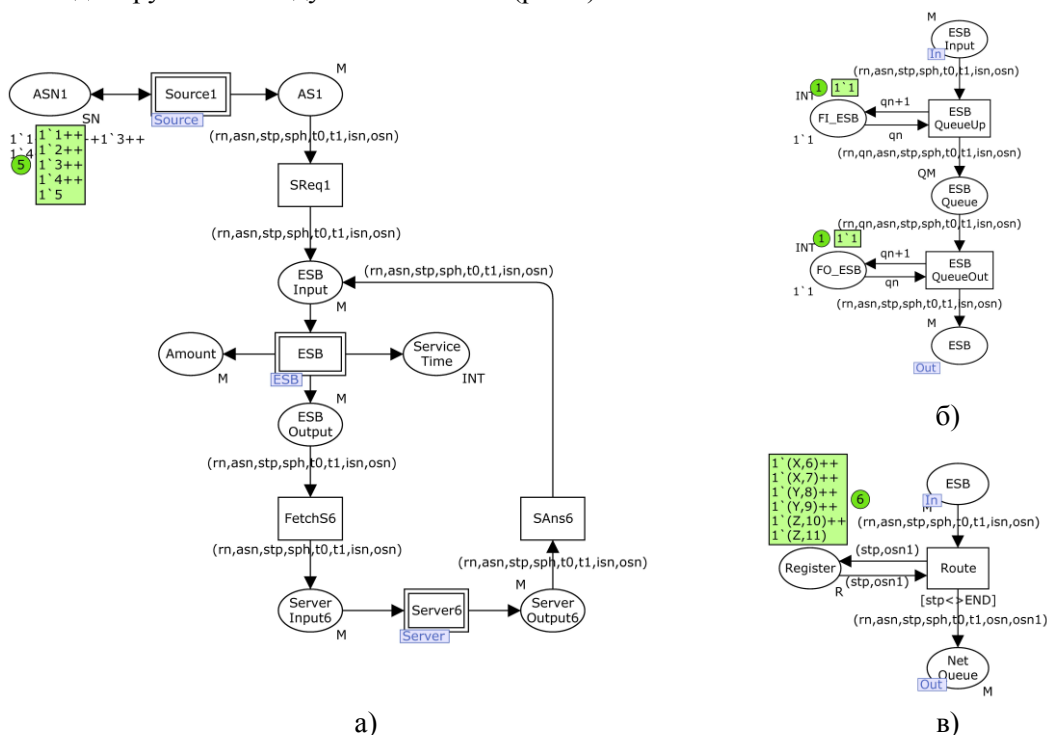 M
ASN1
Source1
Source
AS1
SN
1`1
1`4
++1`3++
5
1`1++
1`2++
1`3++
1`4++
1`5
(rn,asn,stp,sph,t0,t1,isn,osn)
SReq1
(rn,asn,stp,sph,t0,t1,isn,osn)
(rn,asn,stp,sph,t0,t1,isn,osn)
ESB
Input
M
Amount
M
ESB
ESB
Service
Time
INT
M
ESB
Output
(rn,asn,stp,sph,t0,t1,isn,osn)
FetchS6
SAns6
(rn,asn,stp,sph,t0,t1,isn,osn)
(rn,asn,stp,sph,t0,t1,isn,osn)
M
Server
Input6
M
Server6
Server
Server
Output6
а)
M
ESB
Input
In
(rn,asn,stp,sph,t0,t1,isn,osn)
INT
1
1`1
FI_ESB
1`1
qn+1
qn
ESB
QueueUp
(rn,qn,asn,stp,sph,t0,t1,isn,osn)
QM
ESB
Queue
(rn,qn,asn,stp,sph,t0,t1,isn,osn)
INT
1
1`1
FO_ESB
1`1
qn+1
qn
ESB
QueueOut
(rn,asn,stp,sph,t0,t1,isn,osn)
M
ESB
Out
б)
1`(X,6)++
1`(X,7)++
1`(Y,8)++
1`(Y,9)++
1`(Z,10)++
1`(Z,11)
6
ESB
In
M
(rn,asn,stp,sph,t0,t1,isn,osn)
(stp,osn1)
Register
R
(stp,osn1)
Route
[stp<>END]
(rn,asn,stp,sph,t0,t1,osn,osn1)
Net
Queue
Out
M
в)